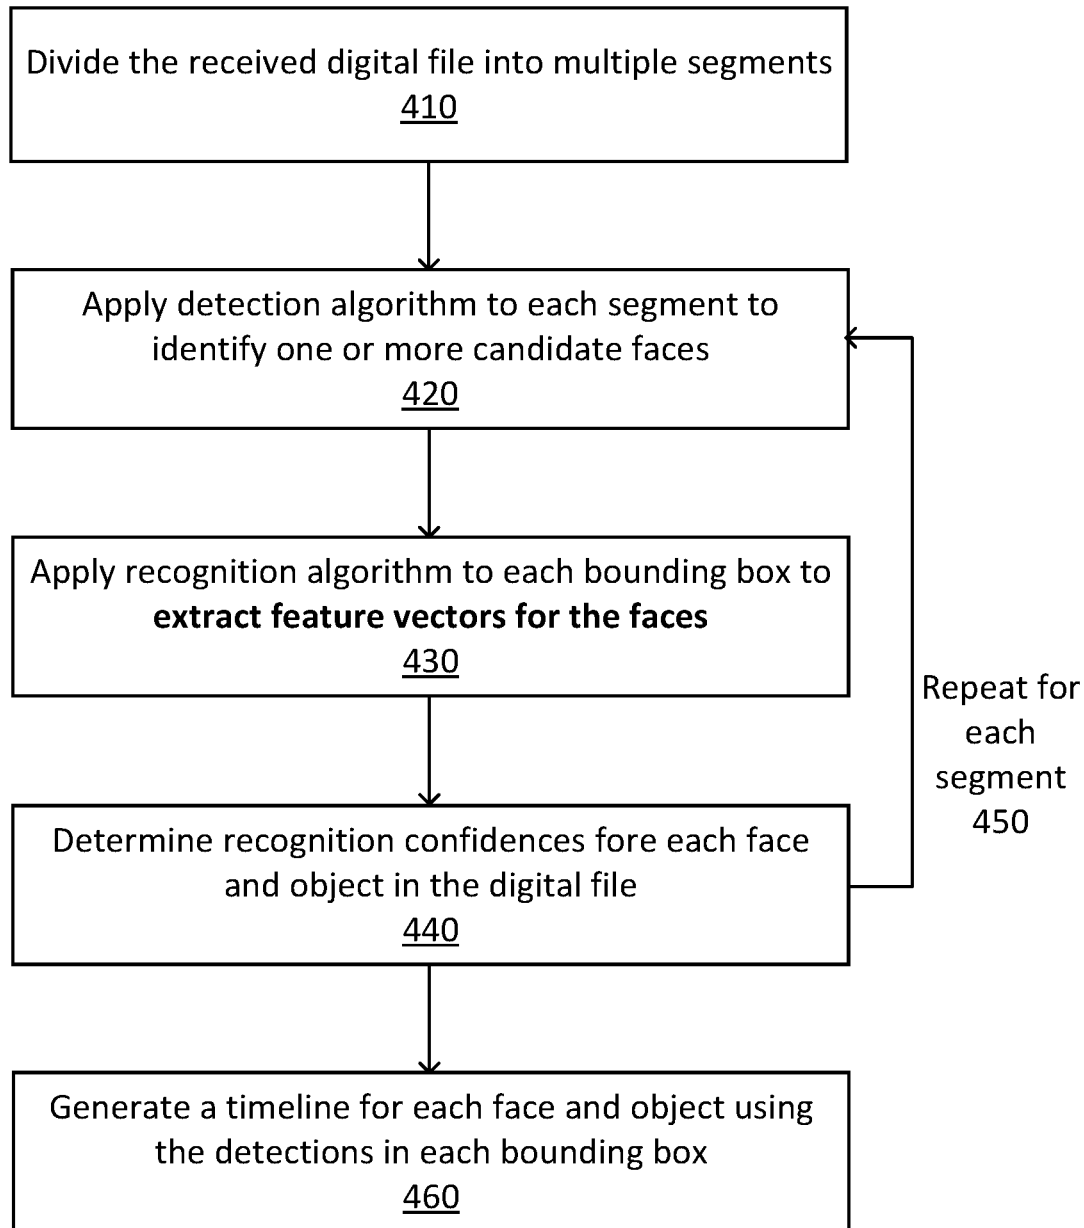 Divide the received digital file into multiple segments
410
Apply detection algorithm to each segment to
identify one or more candidate faces
420
Apply recognition algorithm to each bounding box to
extract feature vectors for the faces
430
Repeat for
each
segment
450
Determine recognition confidences fore each face
and object in the digital file
440
Generate a timeline for each face and object using
the detections in each bounding box
460